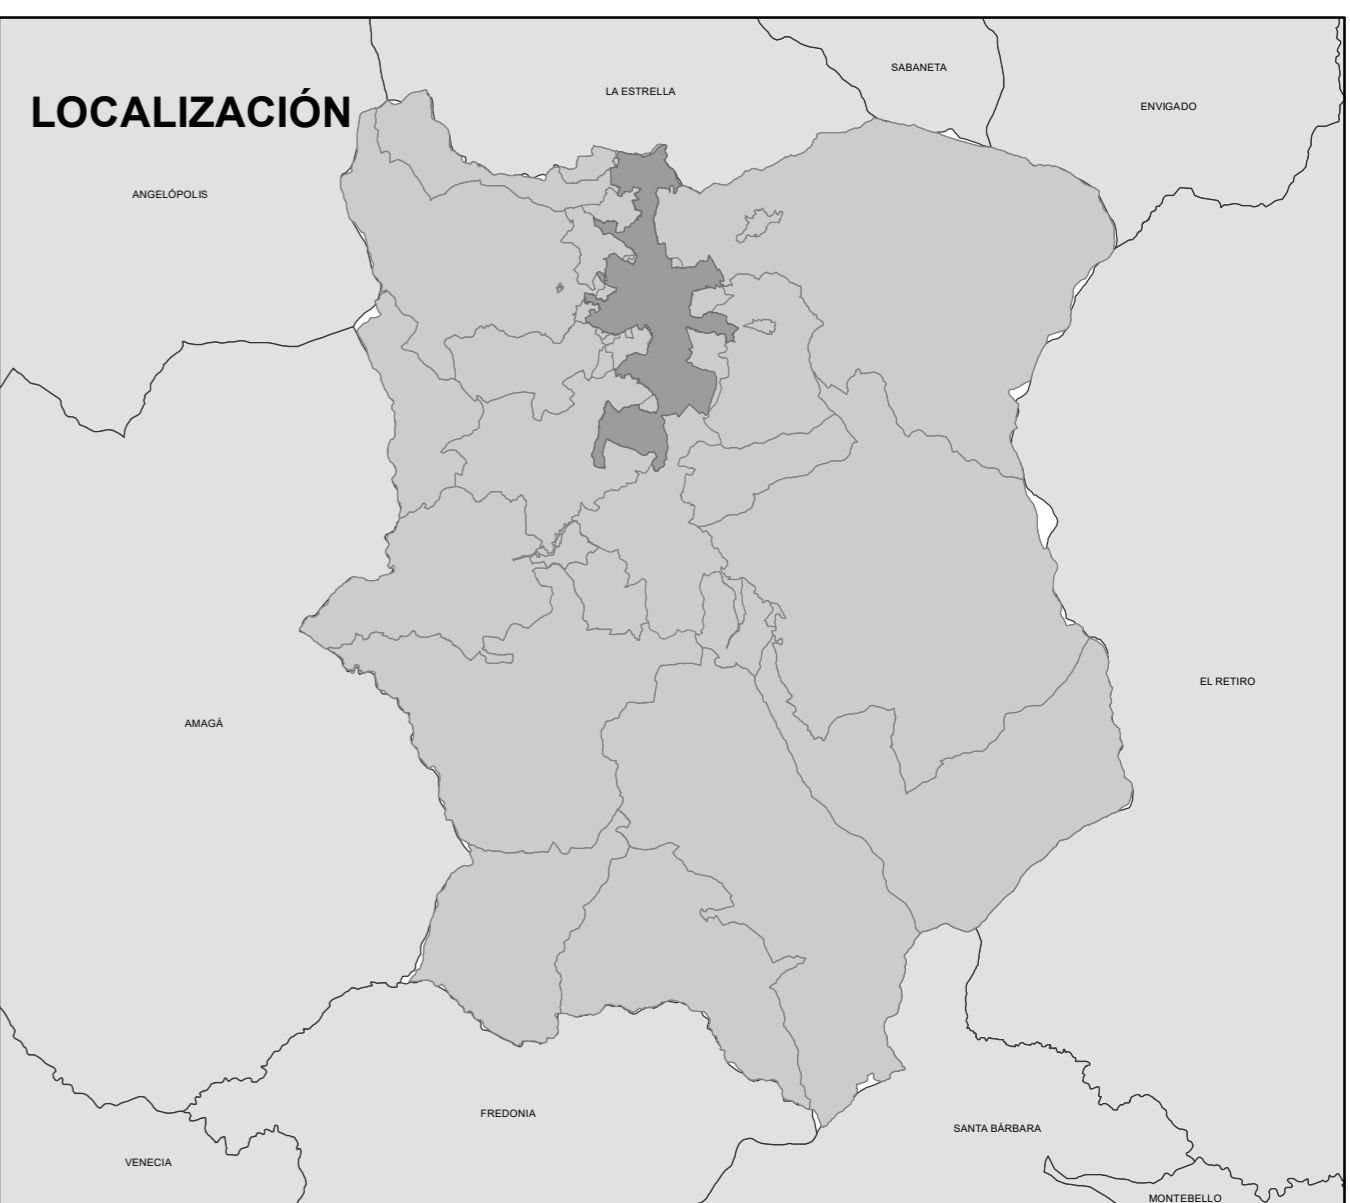 SABANETA
LA ESTRELLA
ENVIGADO
LOCALIZACIÓN
ANGELÓPOLIS
EL RETIRO
AMAGÁ
FREDONIA
SANTA BÁRBARA
VENECIA
MONTEBELLO